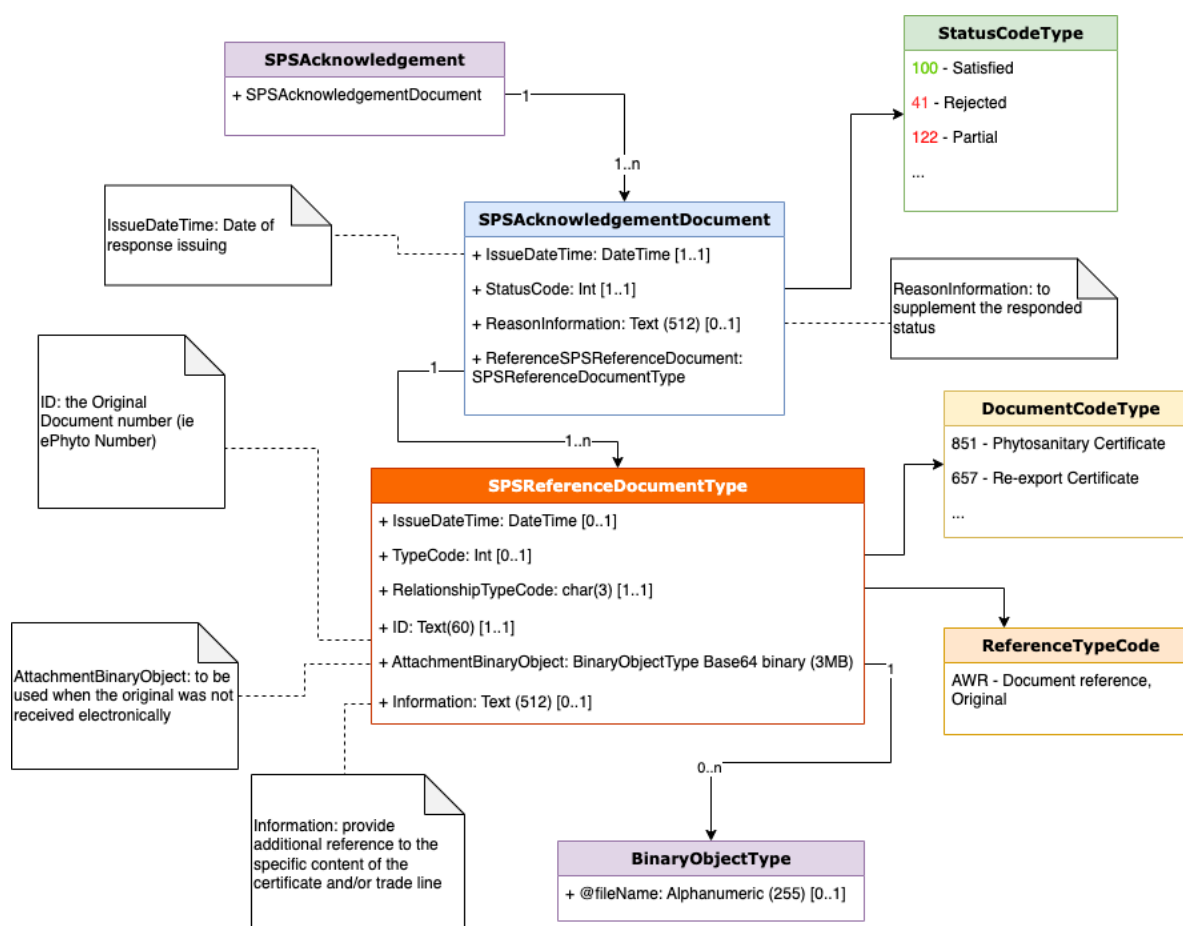 StatusCodeType
100 - Satisfied
41 - Rejected
122 - Partial
...
SPSAcknowledgement
+ SPSAcknowledgementDocument
1
1..n
IssueDateTime: Date of
response issuing
SPSAcknowledgementDocument
+ IssueDateTime: DateTime [1..1]
+ StatusCode: Int [1..1]
+ ReasonInformation: Text (512) [0..1]
+ ReferenceSPSReferenceDocument:
SPSReferenceDocumentType
ReasonInformation: to
supplement the responded
status
1
1..n
ID: the Original
Document number (ie
ePhyto Number)
DocumentCodeType
851 - Phytosanitary Certificate
657 - Re-export Certificate
...
SPSReferenceDocumentType
+ IssueDateTime: DateTime [0..1]
+ TypeCode: Int [0..1]
+ RelationshipTypeCode: char(3) [1..1]
+ ID: Text(60) [1..1]
+ AttachmentBinaryObject: BinaryObjectType Base64 binary (3MB)
+ Information: Text (512) [0..1]
ReferenceTypeCode
AWR - Document reference,
Original
AttachmentBinaryObject: to be
used when the original was not
received electronically
1
0..n
Information: provide
additional reference to the
specific content of the
certificate and/or trade line
BinaryObjectType
+ @fileName: Alphanumeric (255) [0..1]